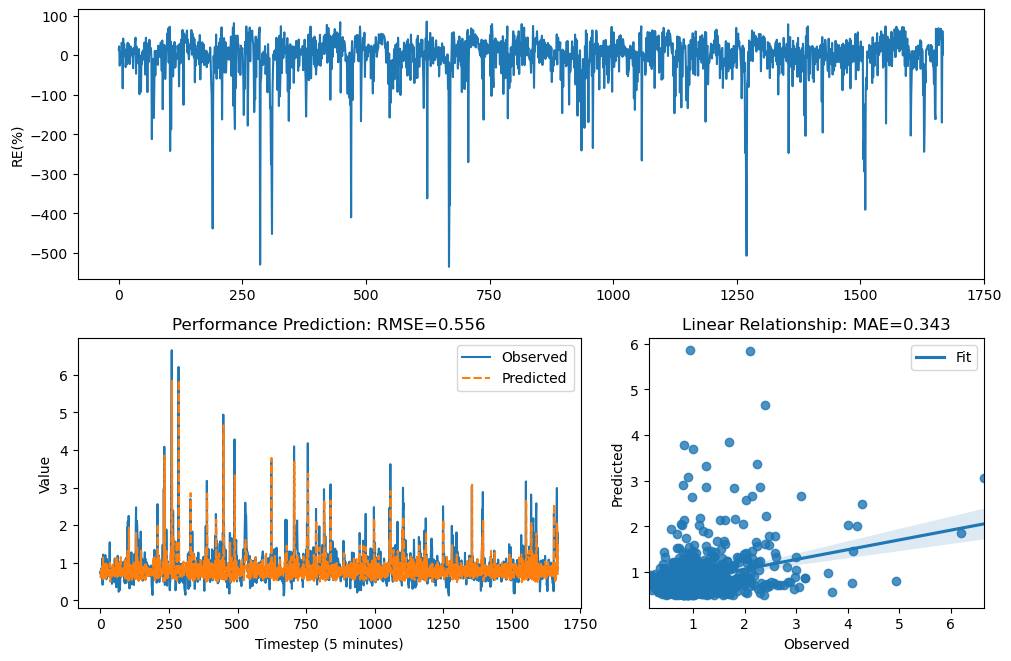 100
0
−100
−200
−300
−400
−500
RE(%)
0 250 500 750 1000 1250 1500 1750
Performance Prediction: RMSE=0.556
Observed
Predicted
6
5
4
3
2
1
0
Value
0 250 500 750 1000 1250 1500 1750
Timestep (5 minutes)
Linear Relationship: MAE=0.343
Fit
6
5
4
3
2
1
Predicted
1 2 3 4 5 6
Observed